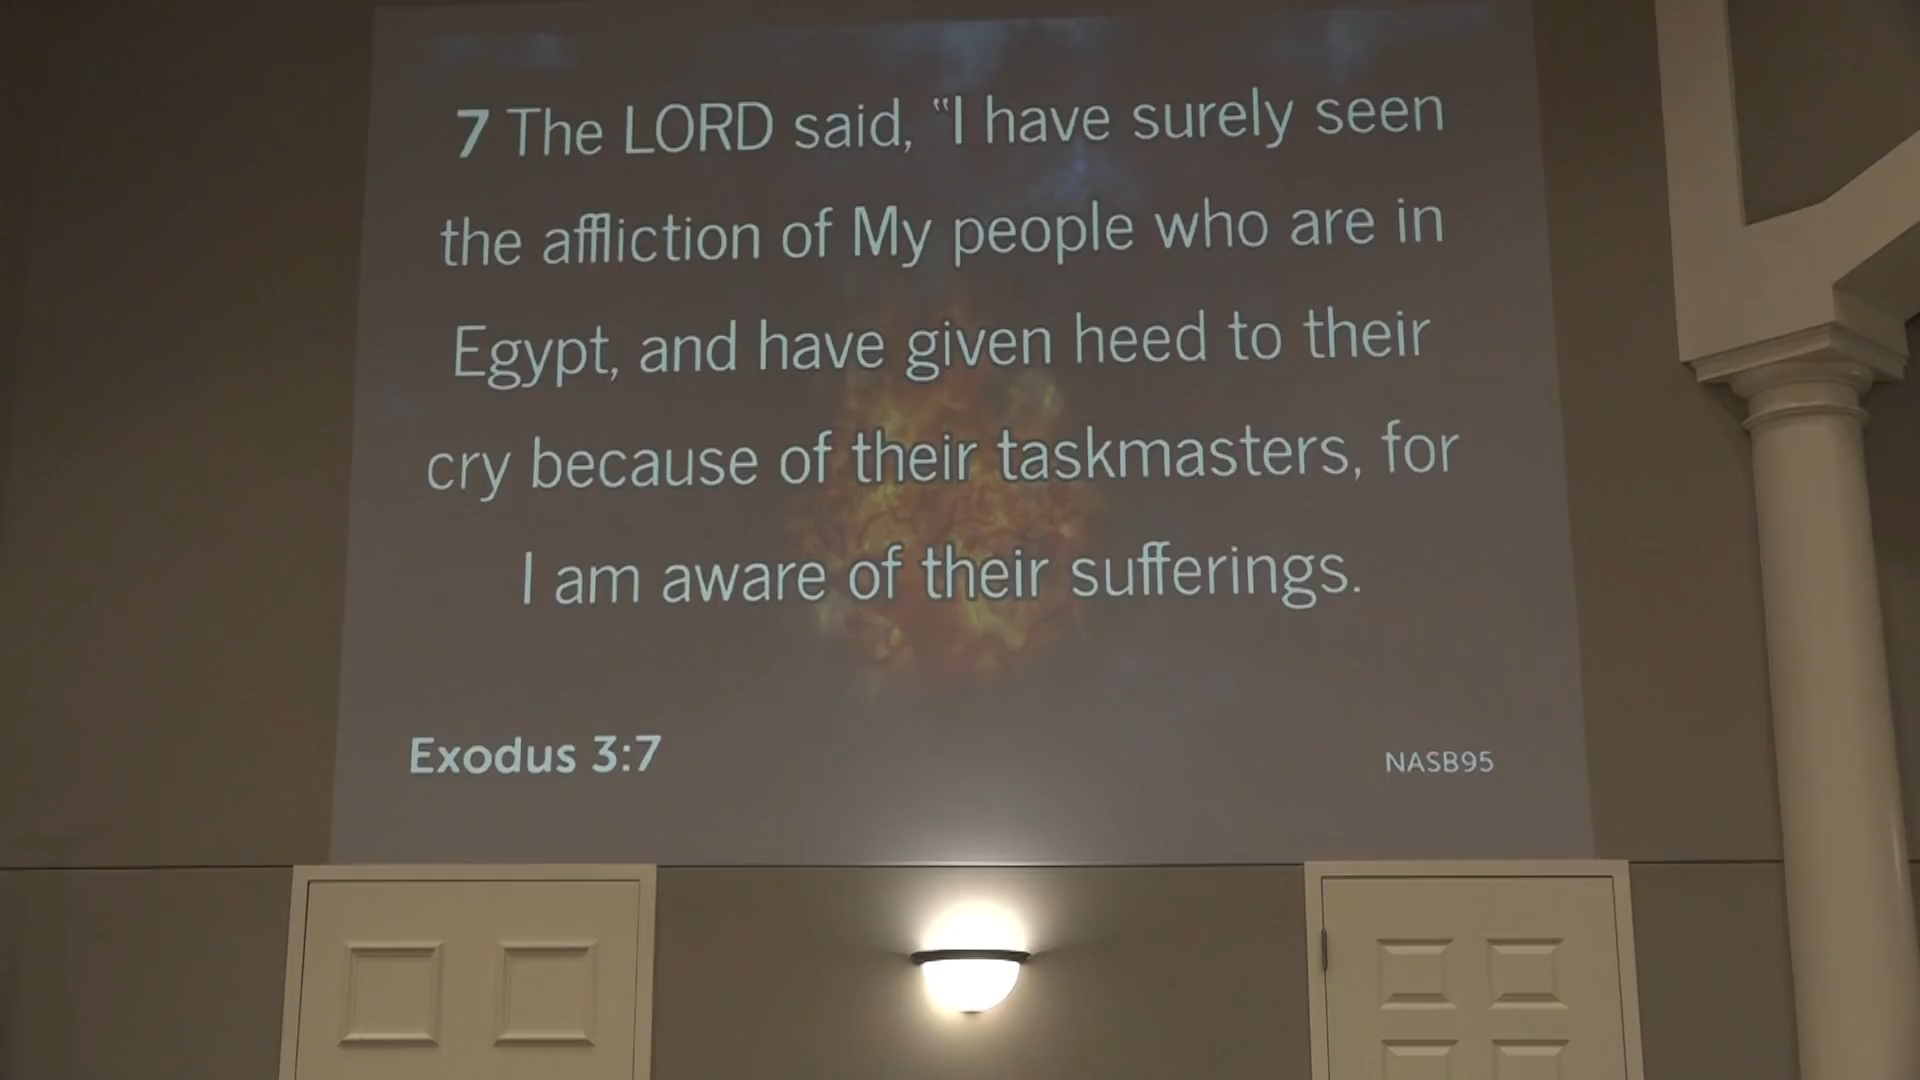 7 The LORD said, “I have surely seen
the affliction of My people who are in
Egypt, and have given heed to their
cry because of their taskmasters, for
I am aware of their sufferings.
Exodus 3:7
NASB95